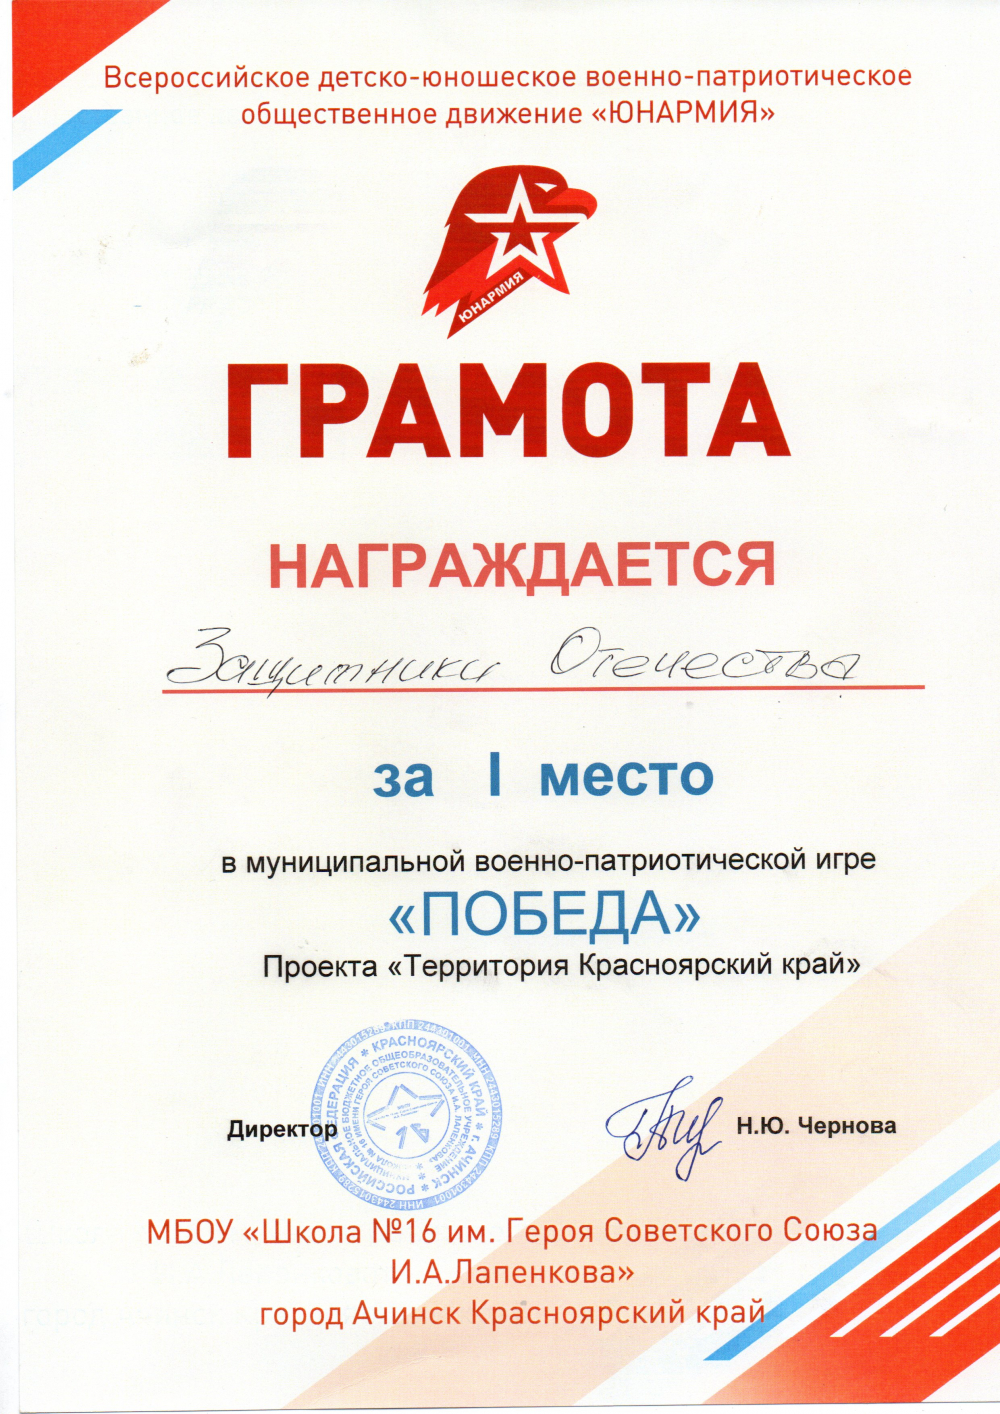 Всероссийское детско-юношеское военно-патриотическое
общественное движение «ЮНАРМИЯ»
ЮНАРМИЯ
ГРАМОТА
НАГРАЖДАЕТСЯ
Защитники Отечества
за I место
в муниципальной военно-патриотической игре
«ПОБЕДА»
Проекта «Территория Красноярский край»
Директор
Н.Ю. Чернова
МБОУ «Школа №16 им. Героя Советского Союза
И.А.Лапенкова»
город Ачинск Красноярский край